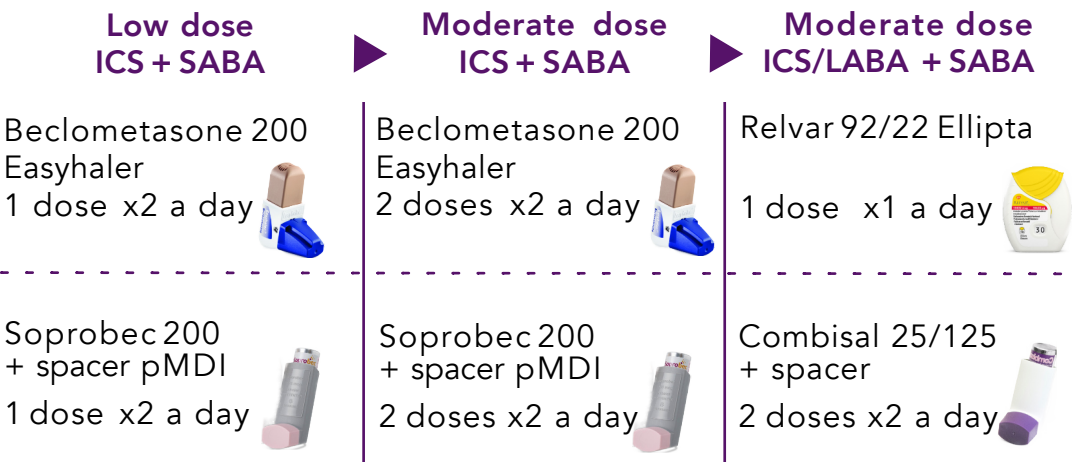 Low dose
ICS + SABA
Moderate dose
ICS + SABA
Moderate dose
ICS/LABA + SABA
Beclometasone 200
Easyhaler
1 dose x2 a day
Beclometasone 200
Easyhaler
2 doses x2 a day
Relvar 92/22 Ellipta
1 dose x1 a day
30
Soprobec 200
+ spacer pMDI
1 dose x2 a day
Soprobec 200
+ spacer pMDI
2 doses x2 a day
Combisal 25/125
+ spacer
2 doses x2 a day